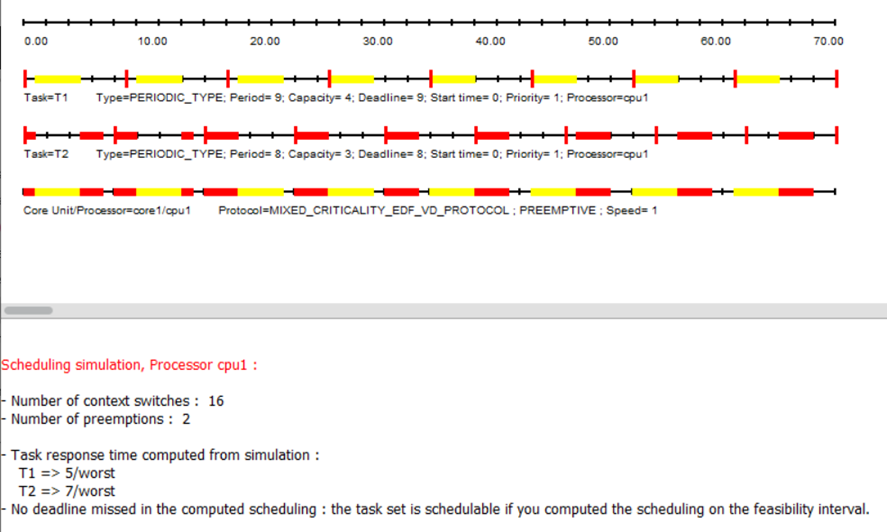 0.00 10.00 20.00 30.00 40.00 50.00 60.00 70.00
Task=T1 Type=PERIODIC_TYPE; Period= 9; Capacity= 4; Deadline= 9; Start time= 0; Priority= 1; Processor=cpu1
Task=T2 Type=PERIODIC_TYPE; Period= 8; Capacity= 3; Deadline= 8; Start time= 0; Priority= 1; Processor=cpu1
Core Unit/Processor=core1/cpu1 Protocol=MIXED_CRITICALITY_EDF_VD_PROTOCOL ; PREEMPTIVE ; Speed= 1
Scheduling simulation, Processor cpu1 :
- Number of context switches : 16
- Number of preemptions : 2
- Task response time computed from simulation :
T1 => 5/worst
T2 => 7/worst
- No deadline missed in the computed scheduling : the task set is schedulable if you computed the scheduling on the feasibility interval.